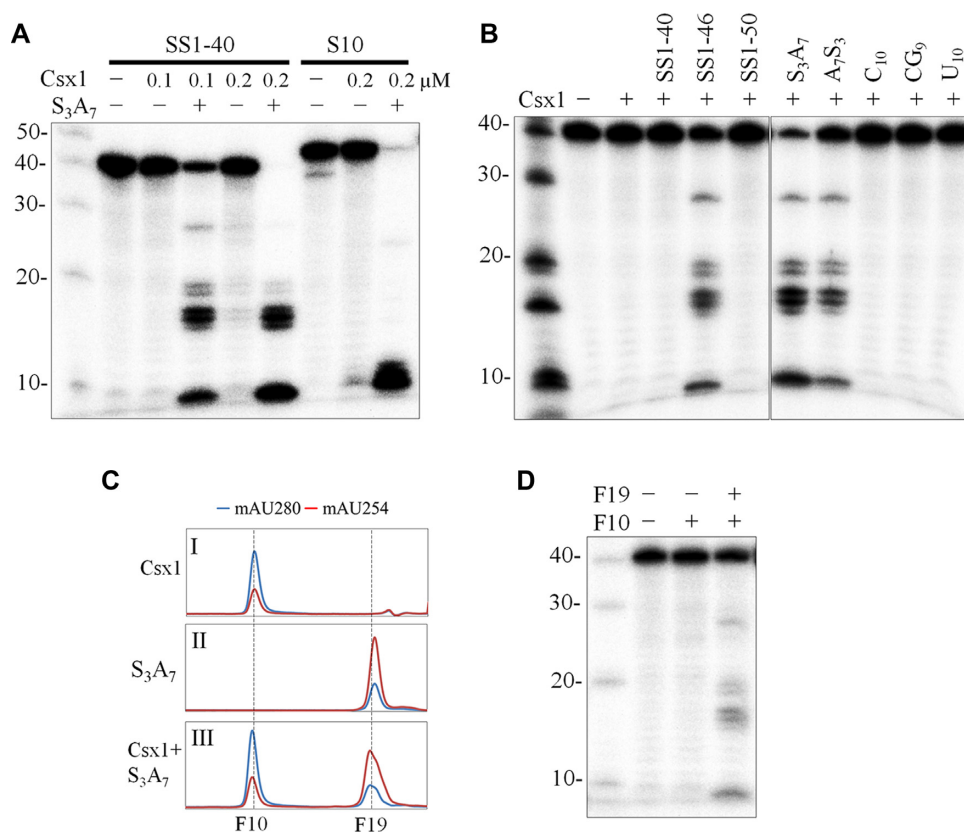 A
SS1-40 S10
Csx1 – 0.1 0.1 0.2 0.2 – 0.2 0.2 μM
S₃A₇ – – + – + – – +
50-
40-
30-
20-
10-
B
SS1-40 SS1-46 SS1-50 S₃A₇ A₇S₃ C₁₀ CG₉ U₁₀
Csx1 – + + + + + + + + +
40-
30-
20-
10-
C
mAU280 mAU254
I
Csx1
II
S₃A₇
III
Csx1+
S₃A₇
F10 F19
D
F19 – – +
F10 – + +
40-
30-
20-
10-